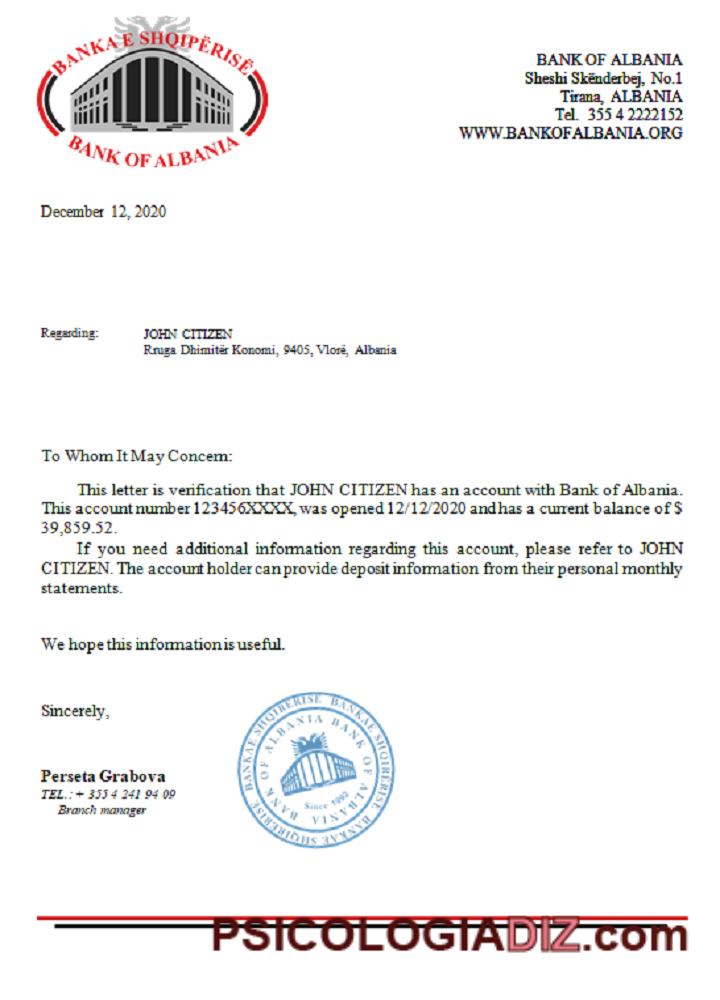 BANKA E SHQIPËRISË
BANK OF ALBANIA
BANK OF ALBANIA
Sheshi Skënderbej, No.1
Tirana, ALBANIA
Tel. 355 4 2222152
WWW.BANKOFALBANIA.ORG
December 12, 2020
Regarding: JOHN CITIZEN
Rruga Dhimitër Konomi, 9405, Vlorë, Albania
To Whom It May Concern:
This letter is verification that JOHN CITIZEN has an account with Bank of Albania.
This account number 123456XXXX, was opened 12/12/2020 and has a current balance of $
39,859.52.
If you need additional information regarding this account, please refer to JOHN
CITIZEN. The account holder can provide deposit information from their personal monthly
statements.
We hope this information is useful.
Sincerely,
Perseta Grabova
TEL.: + 355 4 241 94 09
Branch manager
BANKAE SHQIBERISE BANKAE SHQIBERISE BANKAE SHQIBERISE
BANK OF ALBANIA BANK OF ALBANIA
Since 1992
PSICOLOGIADIZ.com